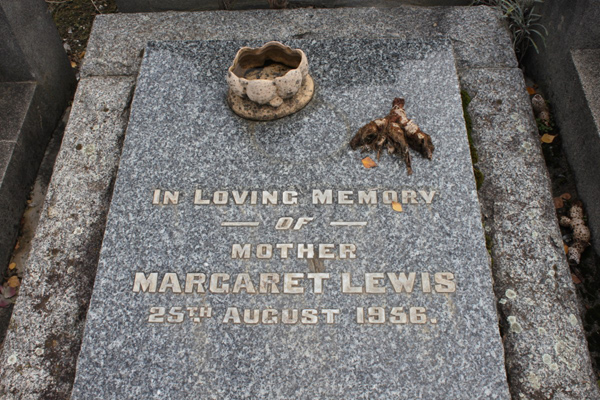 IN LOVING MEMORY
— OF —
MOTHER
MARGARET LEWIS
25TH AUGUST 1956.